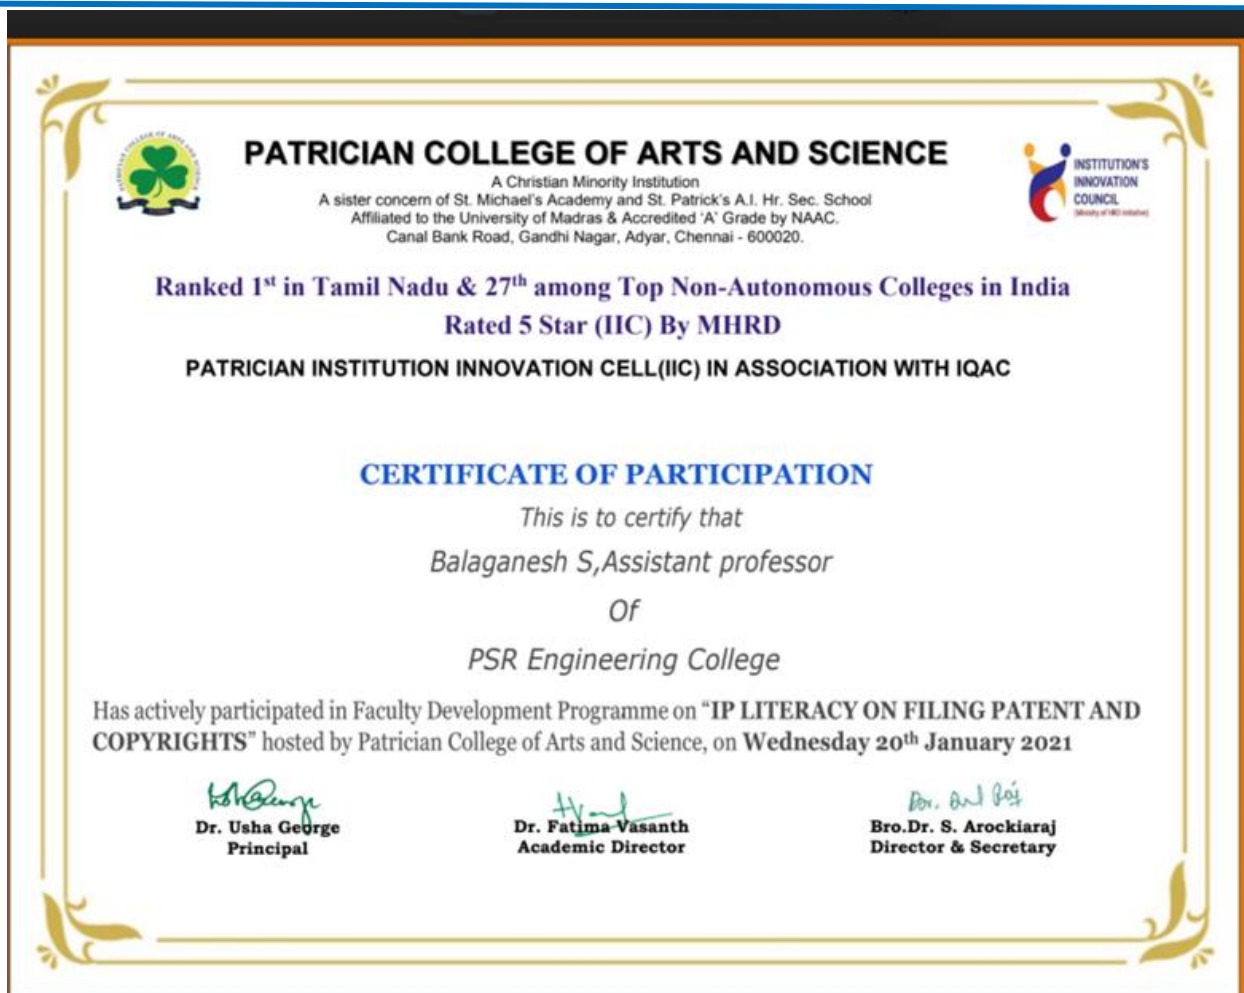 PATRICIAN COLLEGE OF ARTS AND SCIENCE
A Christian Minority Institution
A sister concern of St. Michael's Academy and St. Patrick's A.I. Hr. Sec. School
Affiliated to the University of Madras & Accredited 'A' Grade by NAAC.
Canal Bank Road, Gandhi Nagar, Adyar, Chennai - 600020.
INSTITUTION'S
INNOVATION
COUNCIL
(Ministry of HRD Initiative)
Ranked 1st in Tamil Nadu & 27th among Top Non-Autonomous Colleges in India
Rated 5 Star (IIC) By MHRD
PATRICIAN INSTITUTION INNOVATION CELL(IIC) IN ASSOCIATION WITH IQAC
CERTIFICATE OF PARTICIPATION
This is to certify that
Balaganesh S,Assistant professor
Of
PSR Engineering College
Has actively participated in Faculty Development Programme on "IP LITERACY ON FILING PATENT AND
COPYRIGHTS" hosted by Patrician College of Arts and Science, on Wednesday 20th January 2021
Dr. Usha George
Principal
Dr. Fatima Vasanth
Academic Director
Bro.Dr. S. Arockiaraj
Director & Secretary